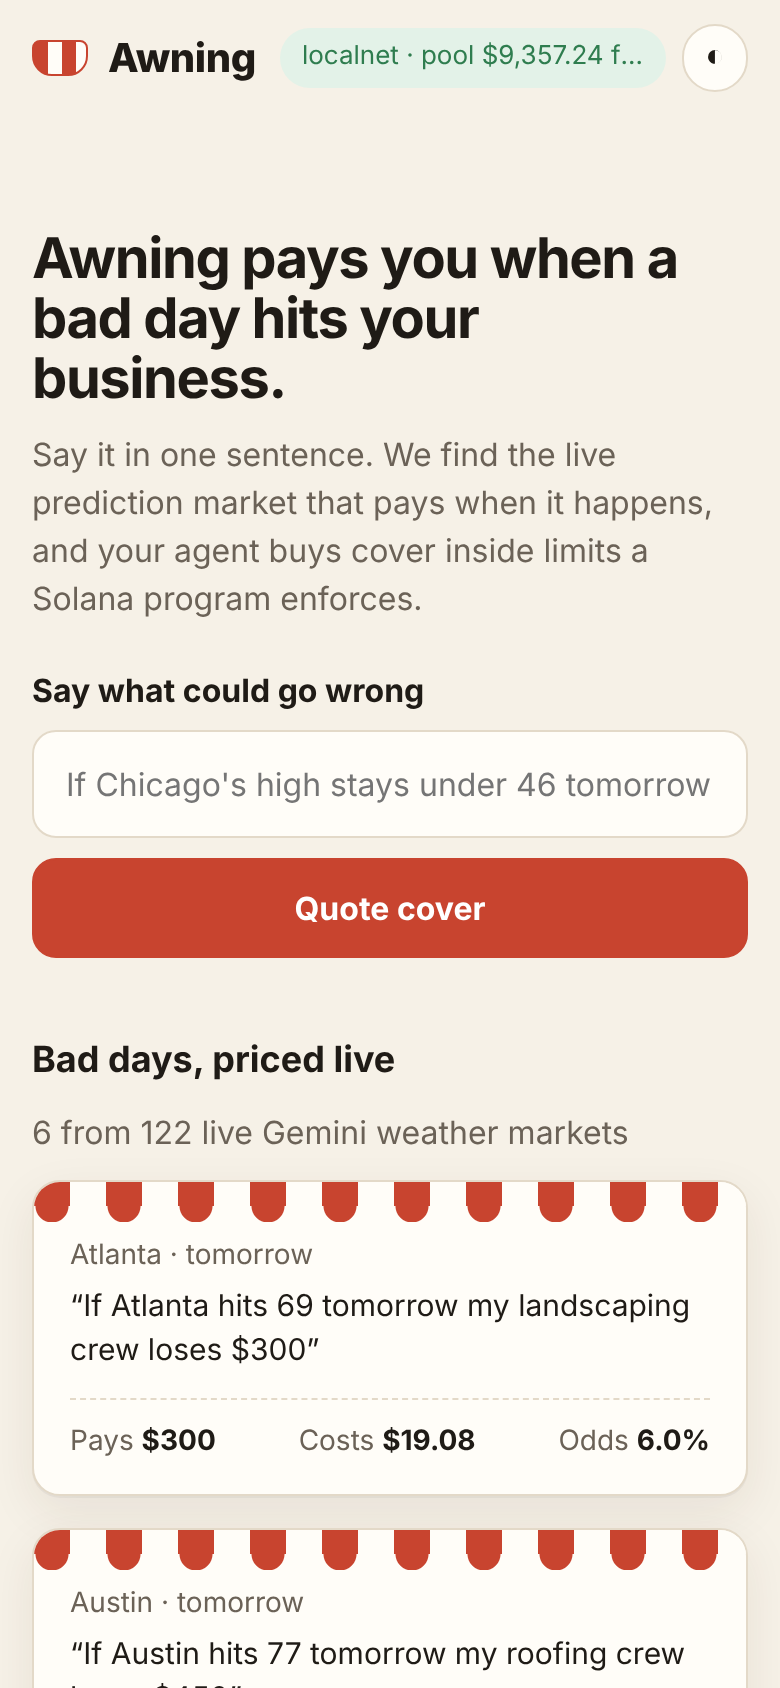 Awning
localnet · pool $9,357.24 f...
Awning pays you when a
bad day hits your
business.
Say it in one sentence. We find the live
prediction market that pays when it happens,
and your agent buys cover inside limits a
Solana program enforces.
Say what could go wrong
If Chicago's high stays under 46 tomorrow
Quote cover
Bad days, priced live
6 from 122 live Gemini weather markets
Atlanta · tomorrow
“If Atlanta hits 69 tomorrow my landscaping
crew loses $300”
Pays $300 Costs $19.08 Odds 6.0%
Austin · tomorrow
“If Austin hits 77 tomorrow my roofing crew